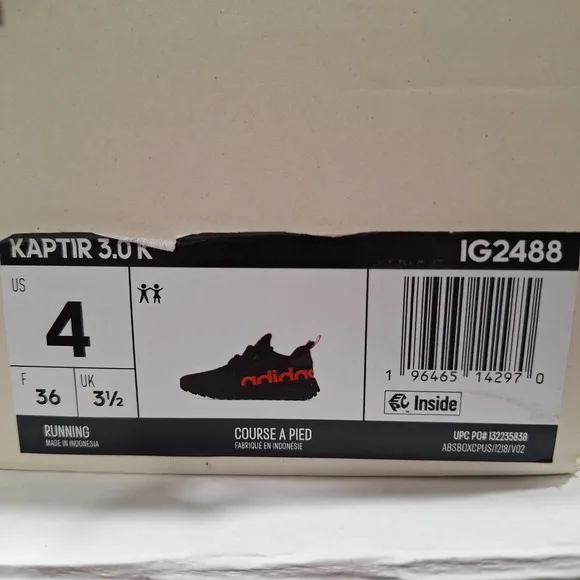 KAPTIR 3.0 K
IG2488
US
4
F
36
UK
3½
adidas
1 96465 14297 0
Inside
RUNNING
MADE IN INDONESIA
COURSE A PIED
FABRIQUÉ EN INDONÉSIE
UPC PO# 132235838
ABSBOXCPUS/1218/V02